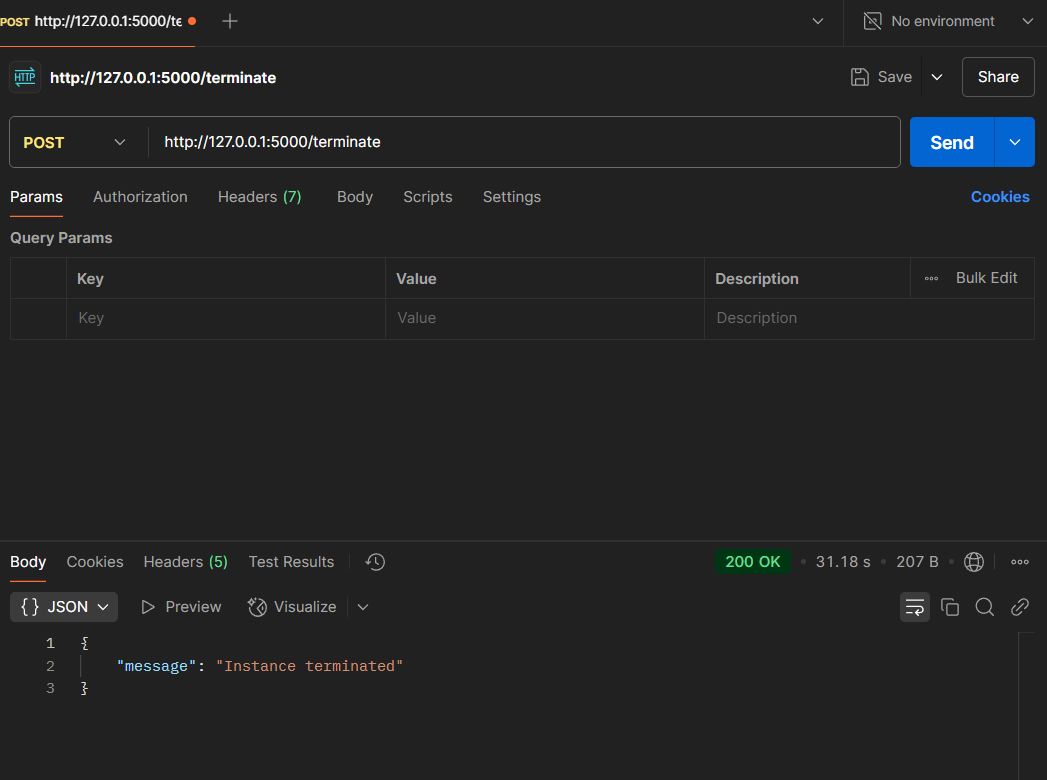 POST http://127.0.0.1:5000/te
No environment
HTTP http://127.0.0.1:5000/terminate
Save
Share
POST http://127.0.0.1:5000/terminate
Send
Params Authorization Headers (7) Body Scripts Settings Cookies
Query Params
Key Value Description Bulk Edit
Key Value Description
Body Cookies Headers (5) Test Results 200 OK 31.18 s 207 B
{} JSON Preview Visualize
1 {
2 "message": "Instance terminated"
3 }